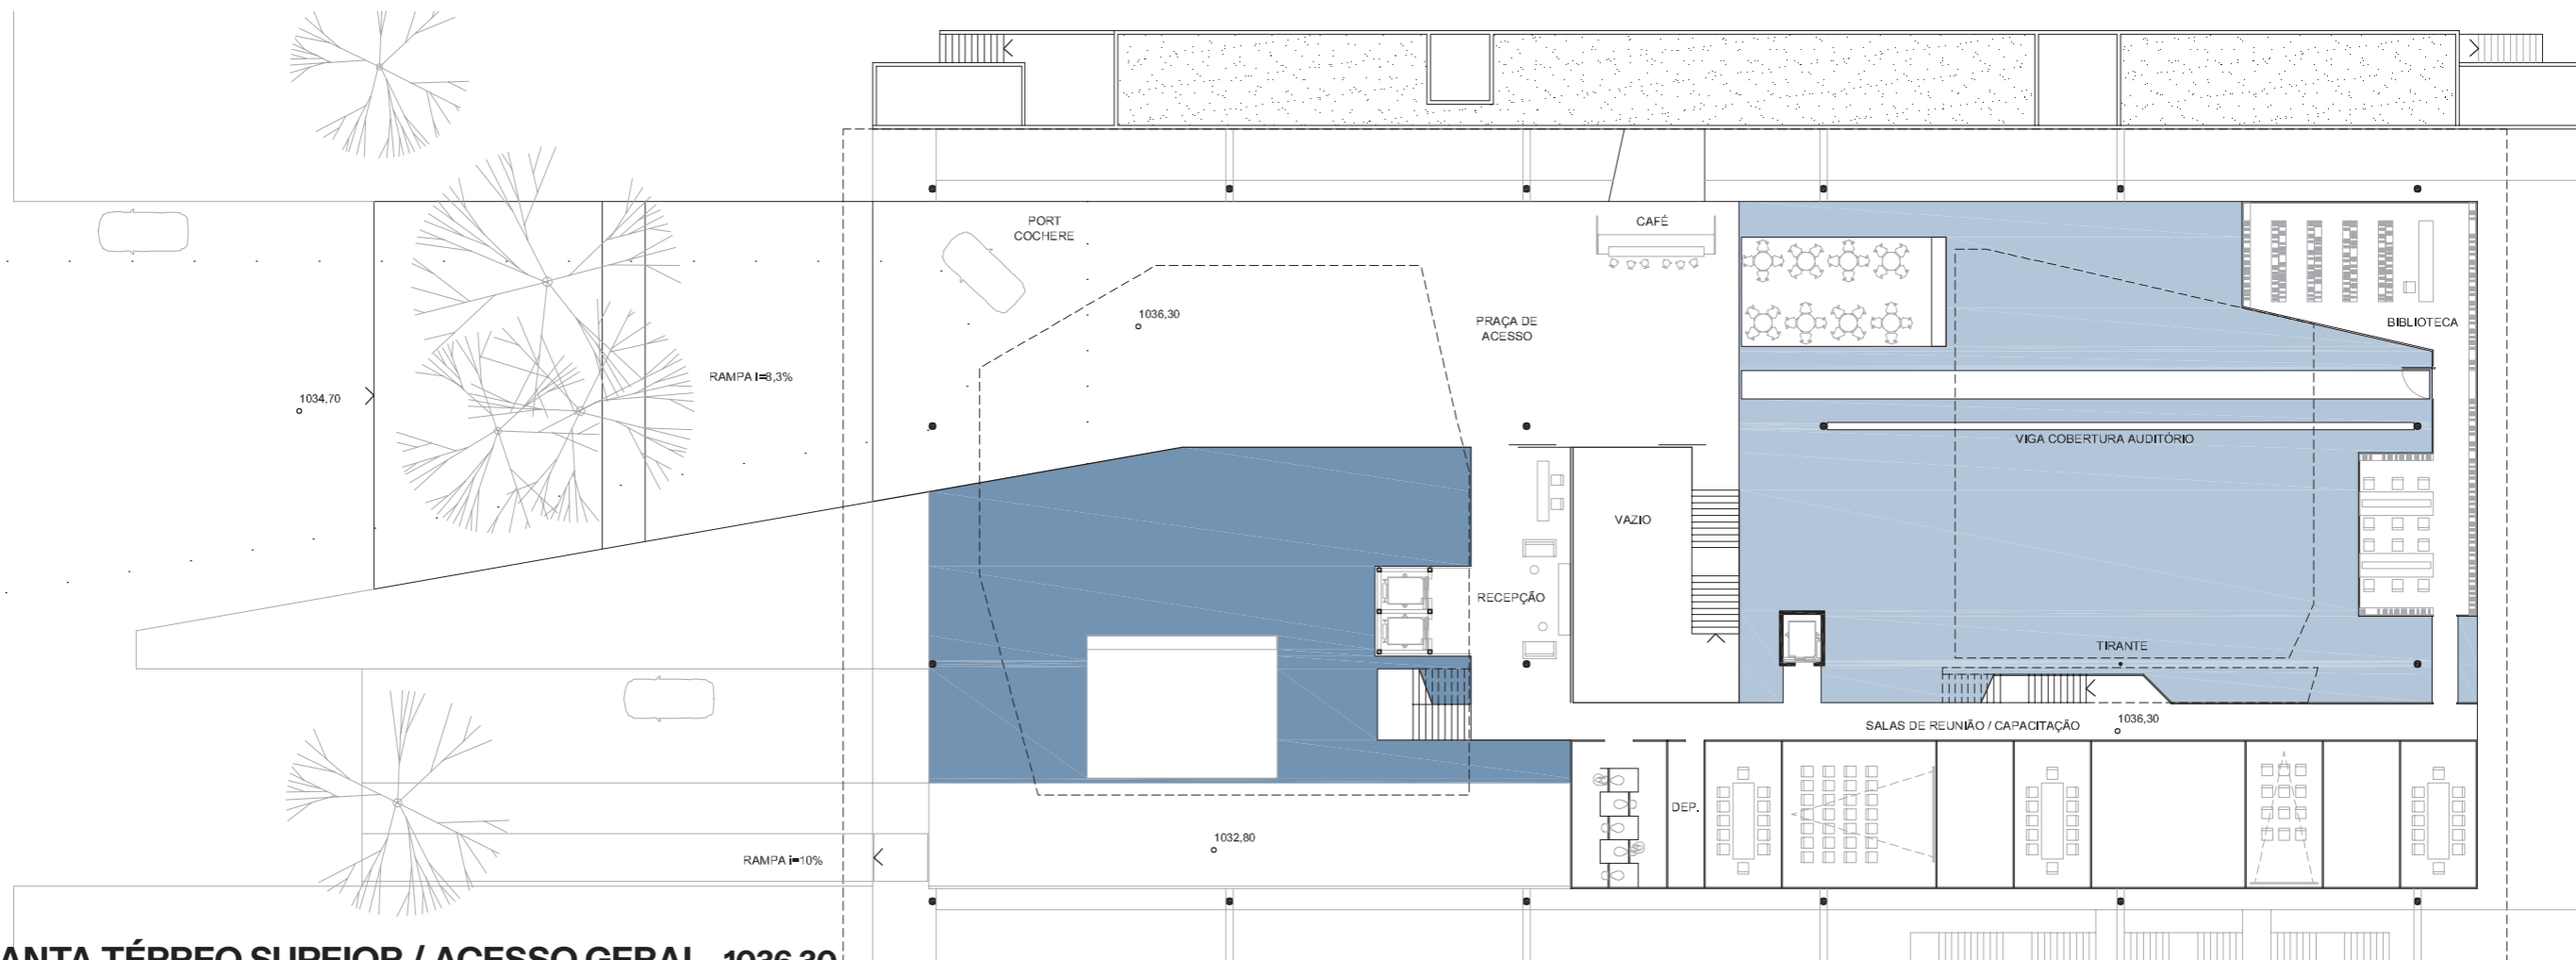 PORT
COCHERE
CAFÉ
1036,30
PRAÇA DE
ACESSO
BIBLIOTECA
RAMPA I=8,3%
1034,70
VIGA COBERTURA AUDITÓRIO
VAZIO
RECEPÇÃO
TIRANTE
SALAS DE REUNIÃO / CAPACITAÇÃO
1036,30
DEP.
1032,80
RAMPA i=10%
ANTA TÉRREO SUPEIOR / ACESSO GERAL 1036,30